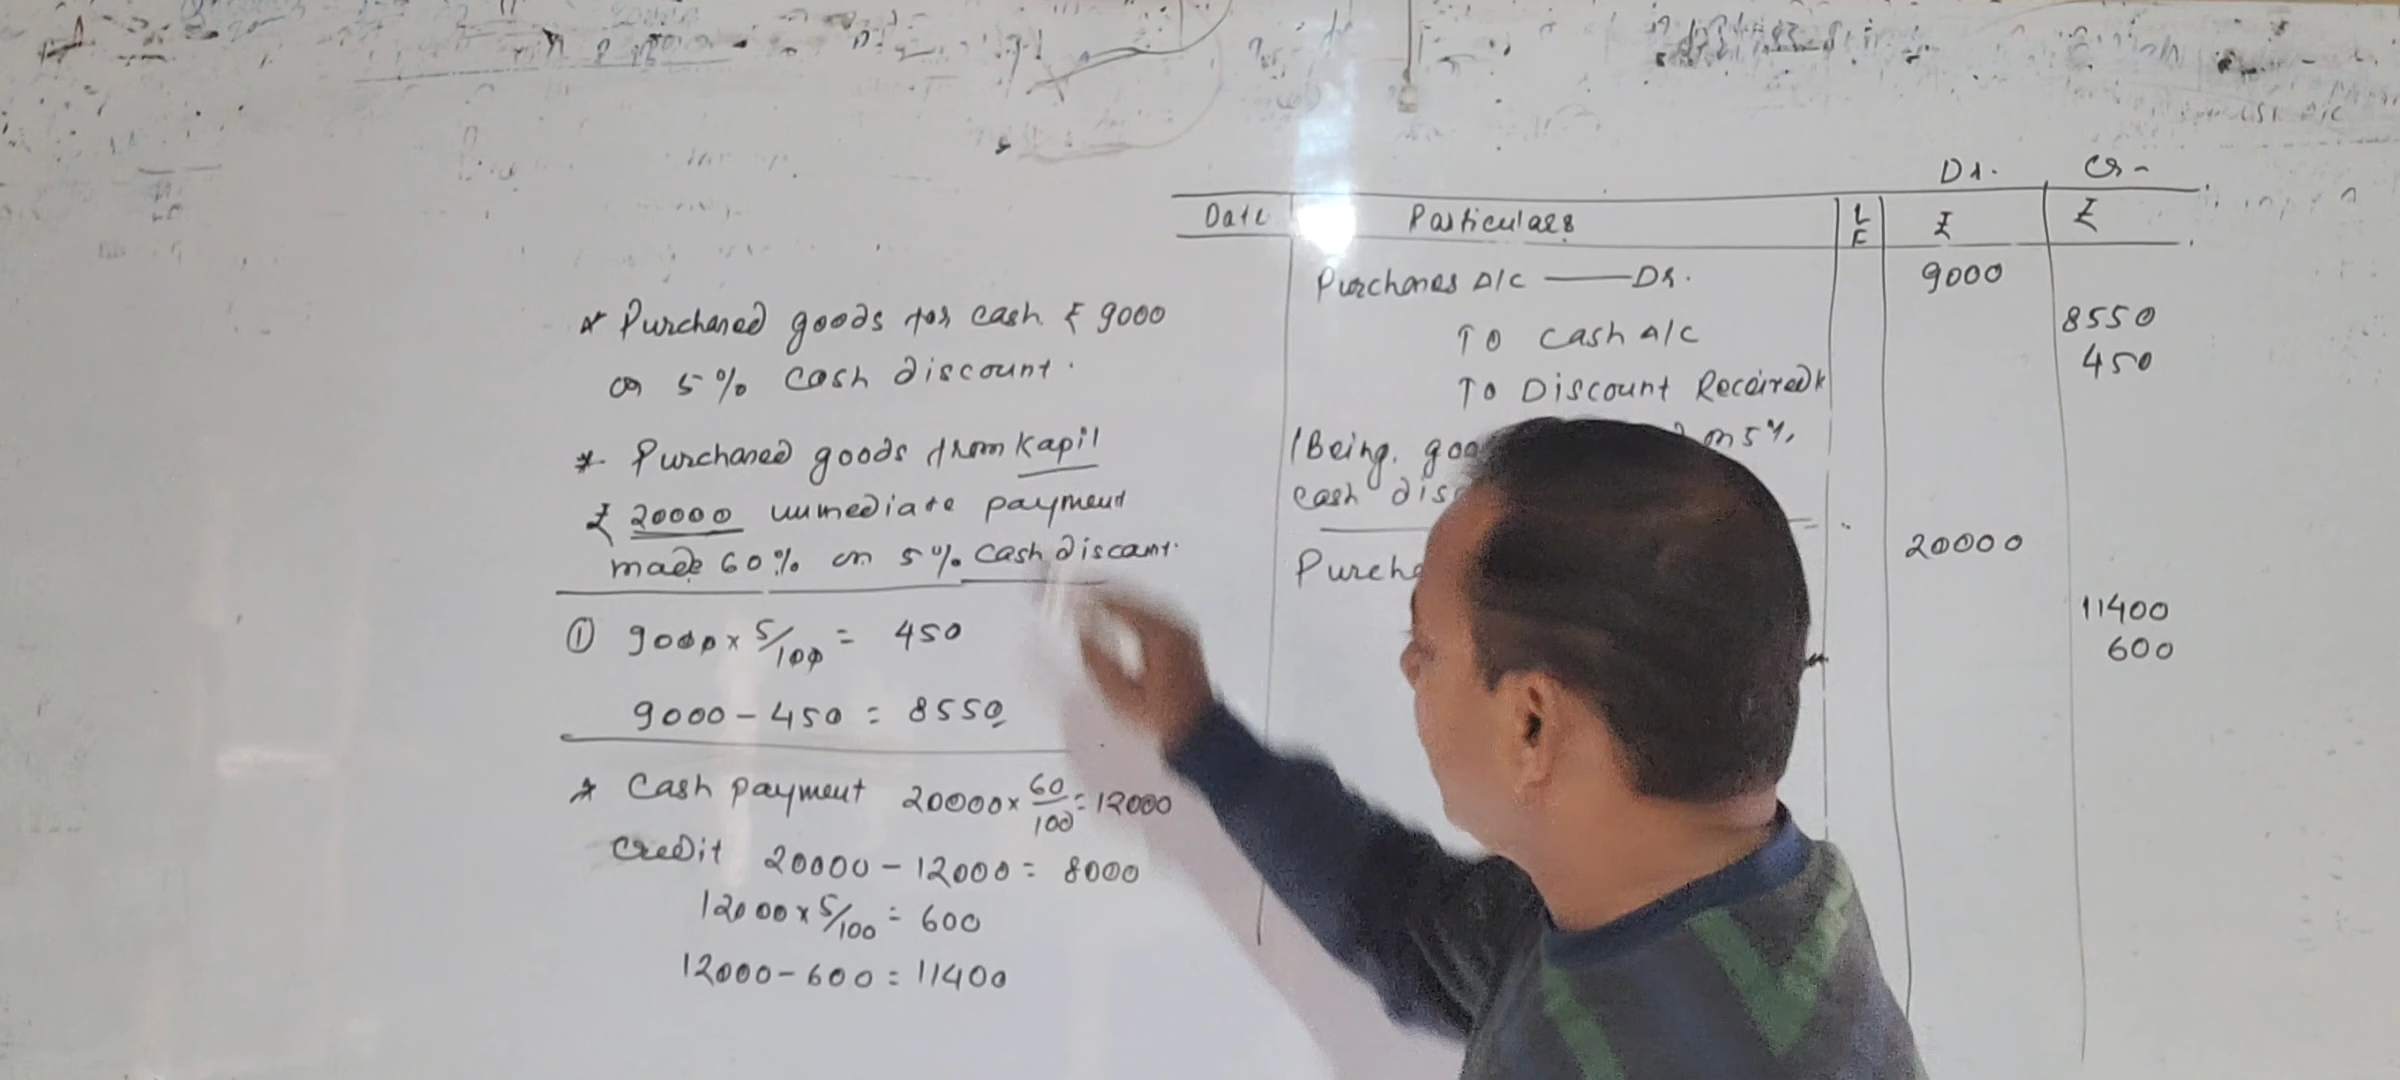 * Purchased goods for cash ₹ 9000
on 5% cash discount.
* Purchased goods from Kapil
₹ 20000 immediate payment
made 60% on 5% cash discount.
① 9000 x 5/100 = 450
9000 - 450 = 8550
* Cash payment 20000 x 60/100 = 12000
Credit 20000 - 12000 = 8000
12000 x 5/100 = 600
12000 - 600 = 11400
Dr. Cr.
Date Particulars L F ₹ ₹
Purchases A/c —— Dr. 9000
To Cash A/c 8550
To Discount Received 450
(Being on 5%
cash
20000
11400
600